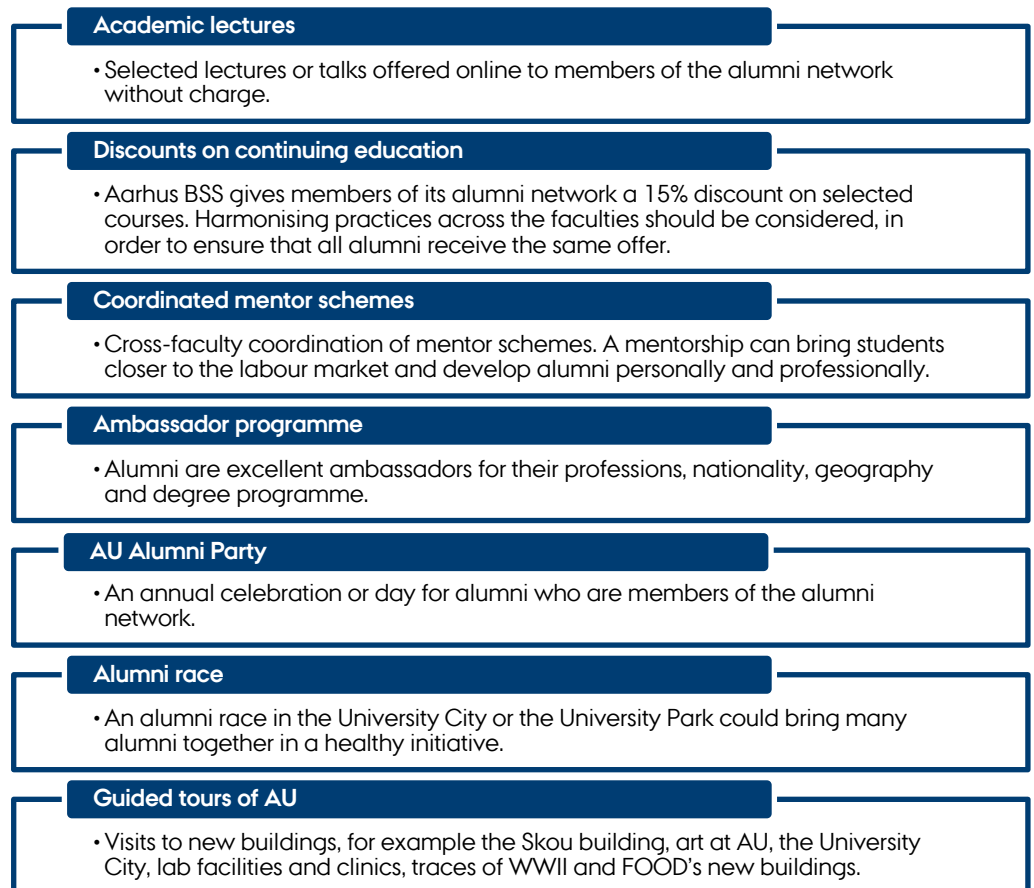 Academic lectures
• Selected lectures or talks offered online to members of the alumni network
without charge.
Discounts on continuing education
• Aarhus BSS gives members of its alumni network a 15% discount on selected
courses. Harmonising practices across the faculties should be considered, in
order to ensure that all alumni receive the same offer.
Coordinated mentor schemes
• Cross-faculty coordination of mentor schemes. A mentorship can bring students
closer to the labour market and develop alumni personally and professionally.
Ambassador programme
• Alumni are excellent ambassadors for their professions, nationality, geography
and degree programme.
AU Alumni Party
• An annual celebration or day for alumni who are members of the alumni
network.
Alumni race
• An alumni race in the University City or the University Park could bring many
alumni together in a healthy initiative.
Guided tours of AU
• Visits to new buildings, for example the Skou building, art at AU, the University
City, lab facilities and clinics, traces of WWII and FOOD’s new buildings.